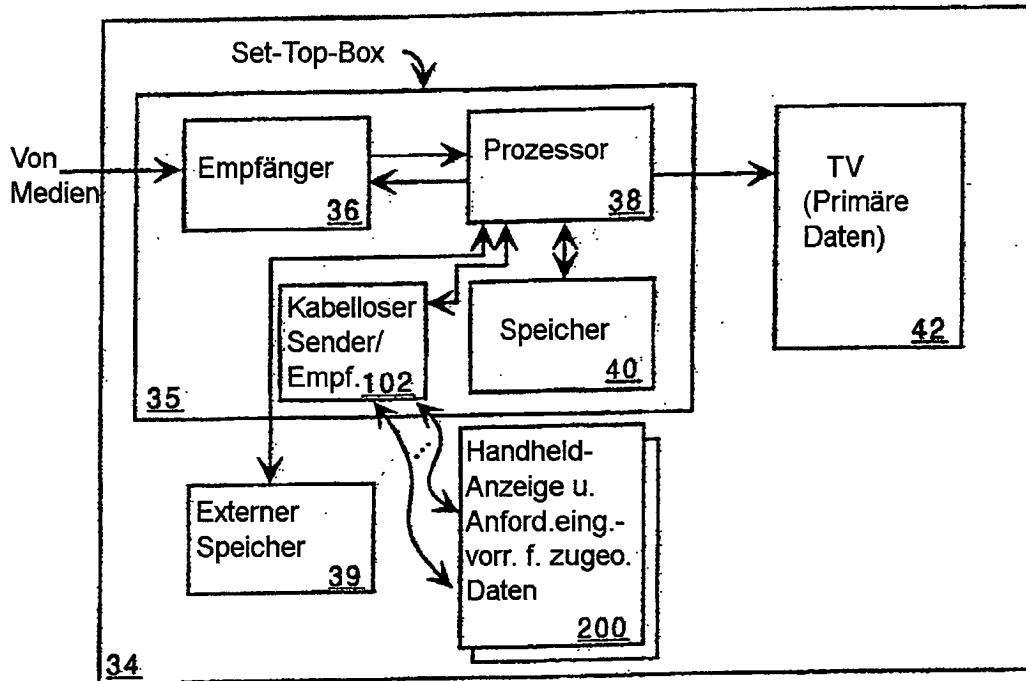 Set-Top-Box
Von
Medien
Empfänger
36
Prozessor
38
TV
(Primäre
Daten)
42
Kabelloser
Sender/
Empf. 102
Speicher
40
35
Externer
Speicher
39
Handheld-
Anzeige u.
Anford.eing.-
vorr. f. zugeo.
Daten
200
34